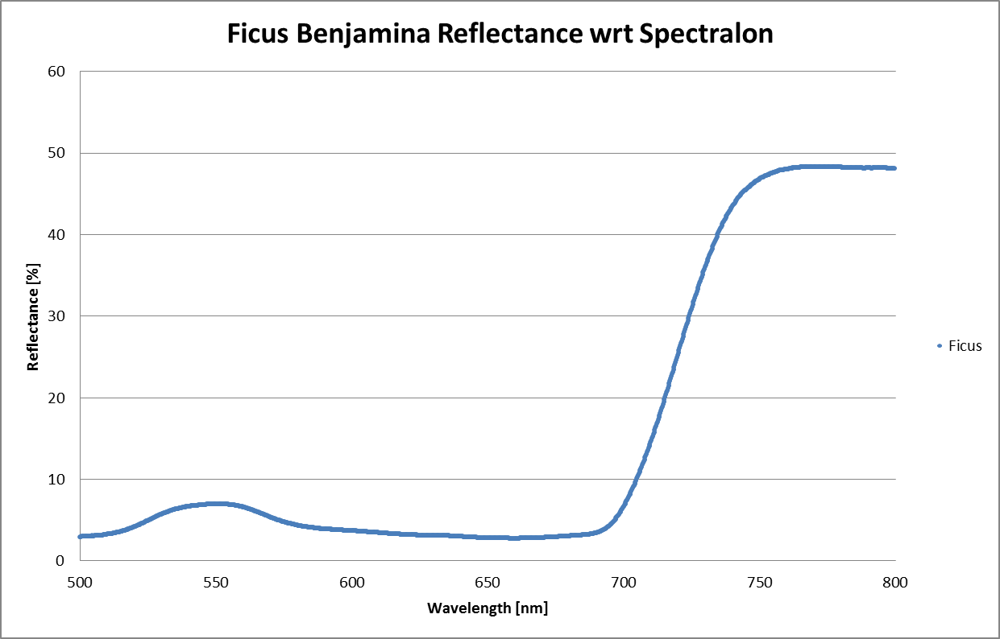 Ficus Benjamina Reflectance wrt Spectralon
60
50
40
30
20
10
0
Reflectance [%]
500 550 600 650 700 750 800
Wavelength [nm]
Ficus